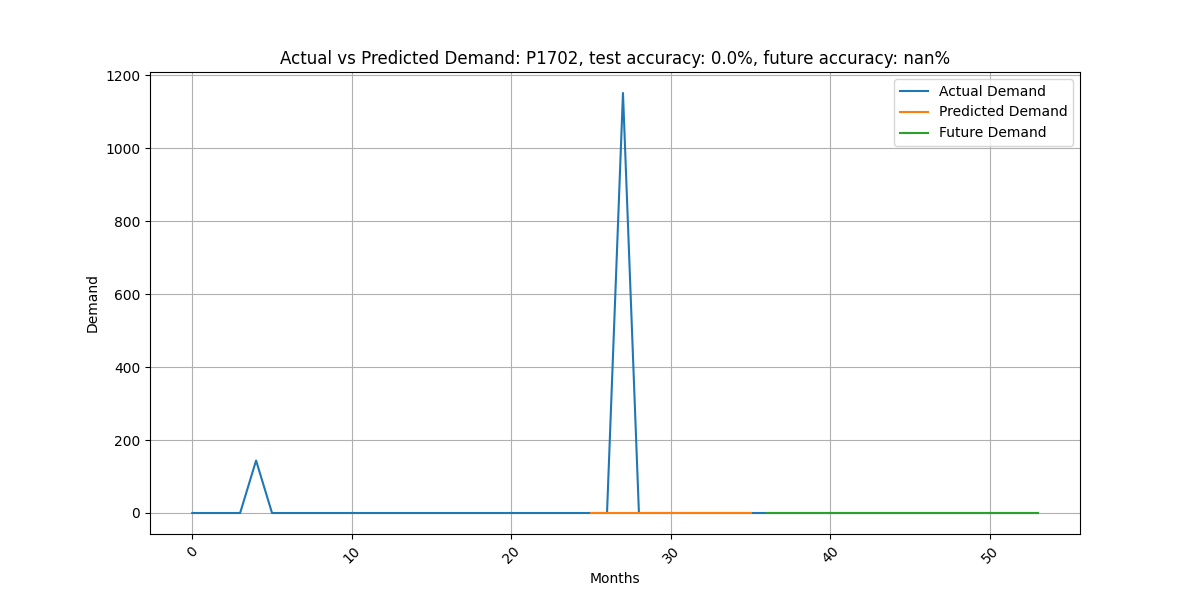 Actual vs Predicted Demand: P1702, test accuracy: 0.0%, future accuracy: nan%
Actual Demand
Predicted Demand
Future Demand
1200
1000
800
600
400
200
0
Demand
0 10 20 30 40 50
Months